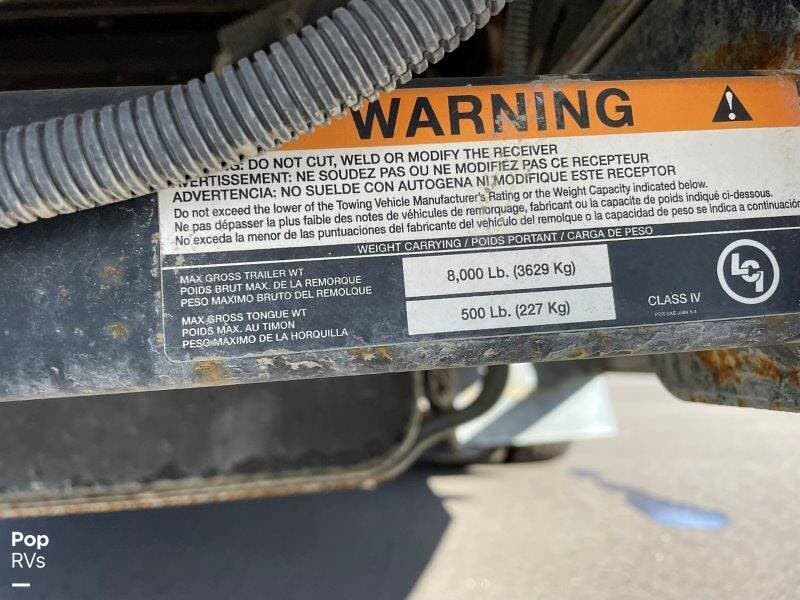 WARNING
DO NOT CUT, WELD OR MODIFY THE RECEIVER
AVERTISSEMENT: NE SOUDEZ PAS OU NE MODIFIEZ PAS CE RECEPTEUR
ADVERTENCIA: NO SUELDE CON AUTOGENA NI MODIFIQUE ESTE RECEPTOR
Do not exceed the lower of the Towing Vehicle Manufacturer's Rating or the Weight Capacity indicated below.
Ne pas dépasser la plus faible des notes de véhicules de remorquage, fabricant ou la capacite de poids indiqué ci-dessous.
No exceda la menor de las puntuaciones del fabricante del vehículo del remolque o la capacidad de peso se indica a continuación
WEIGHT CARRYING / POIDS PORTANT / CARGA DE PESO
MAX GROSS TRAILER WT
POIDS BRUT MAX. DE LA REMORQUE
PESO MAXIMO BRUTO DEL REMOLQUE
8,000 Lb. (3629 Kg)
MAX GROSS TONGUE WT
POIDS MAX. AU TIMON
PESO MAXIMO DE LA HORQUILLA
500 Lb. (227 Kg)
CLASS IV
LCI
Pop
RVs